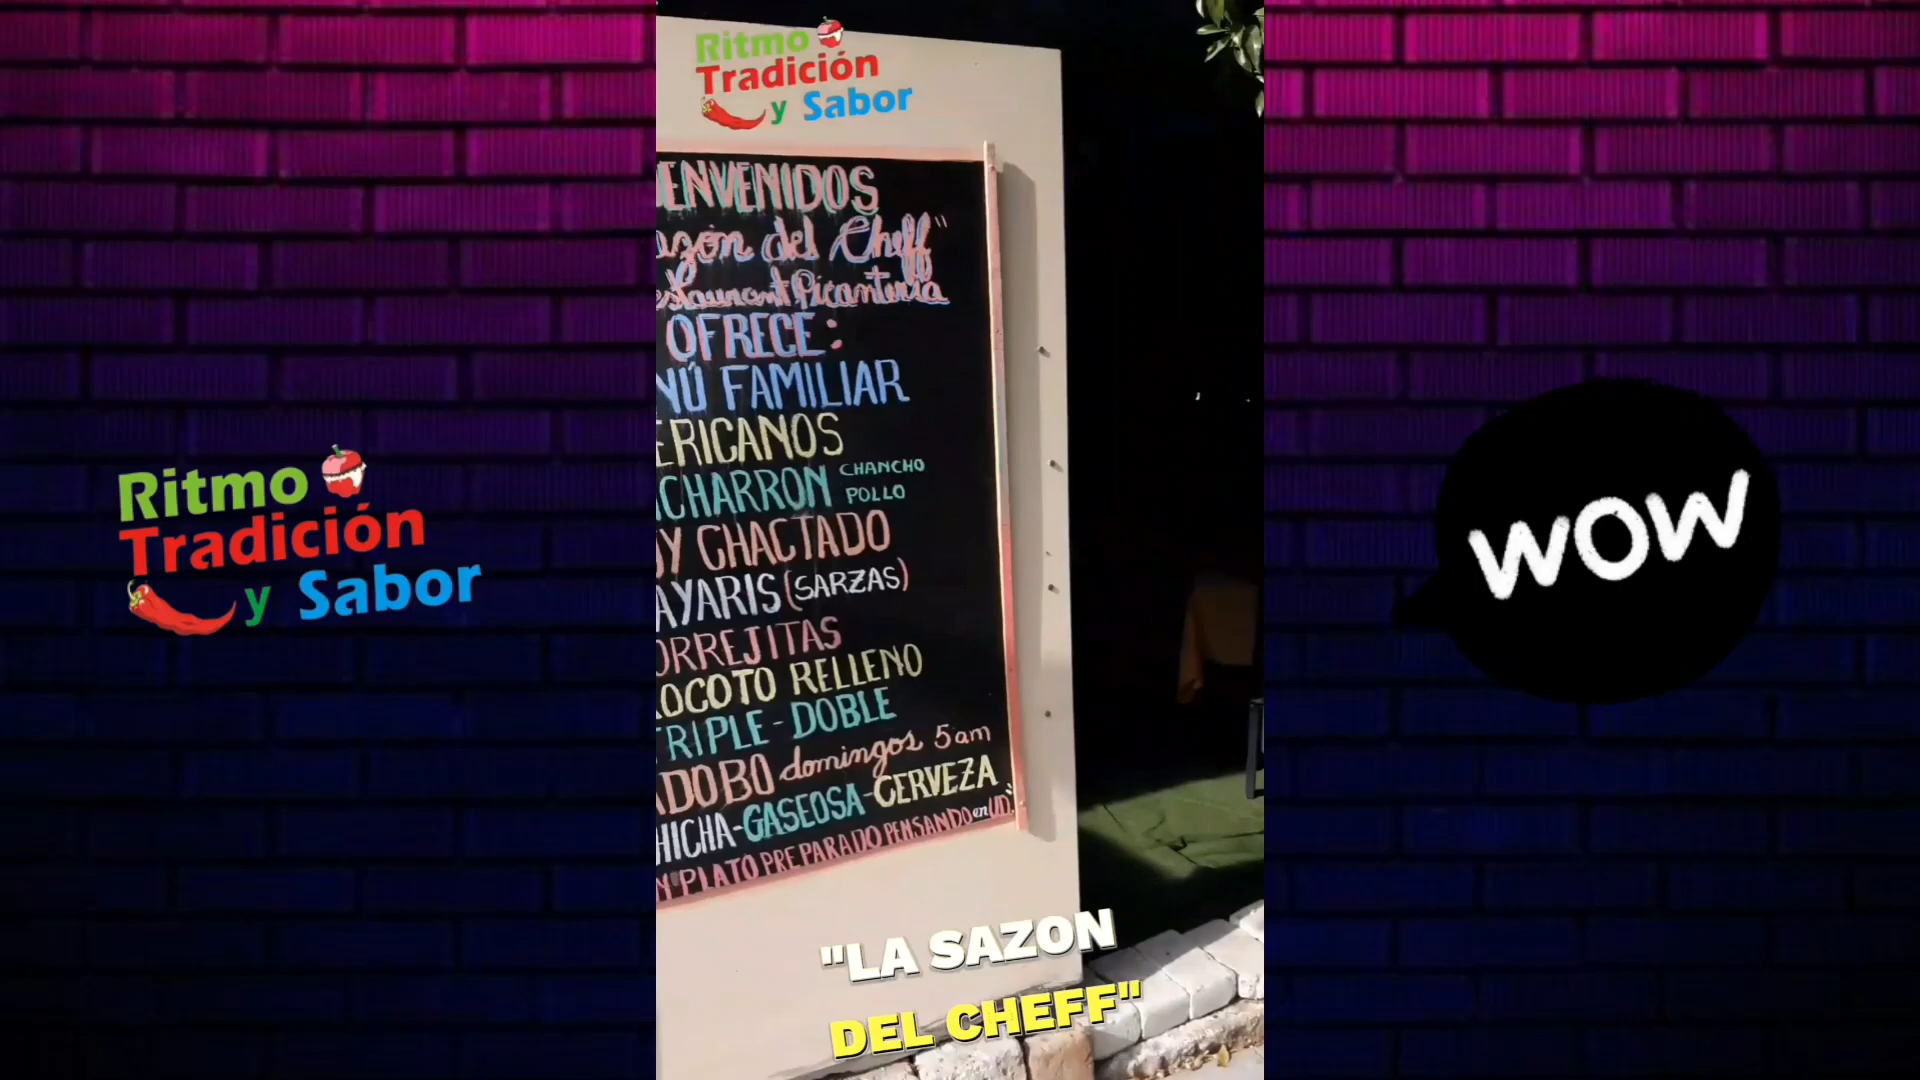 Ritmo
Tradición
y Sabor
Ritmo
Tradición
y Sabor
ENVENIDOS
azón del Cheff"
estaurant Picantería
OFRECE:
NÚ FAMILIAR
ERICANOS
CHARRON CHANCHO
POLLO
Y CHACTADO
AYARIS (SARZAS)
ORREJITAS
OCOTO RELLENO
TRIPLE-DOBLE
ADOBO domingos 5am
HICHA-GASEOSA-CERVEZA
N PLATO PREPARADO PENSANDO en UD."
"LA SAZON
DEL CHEFF"
WOW